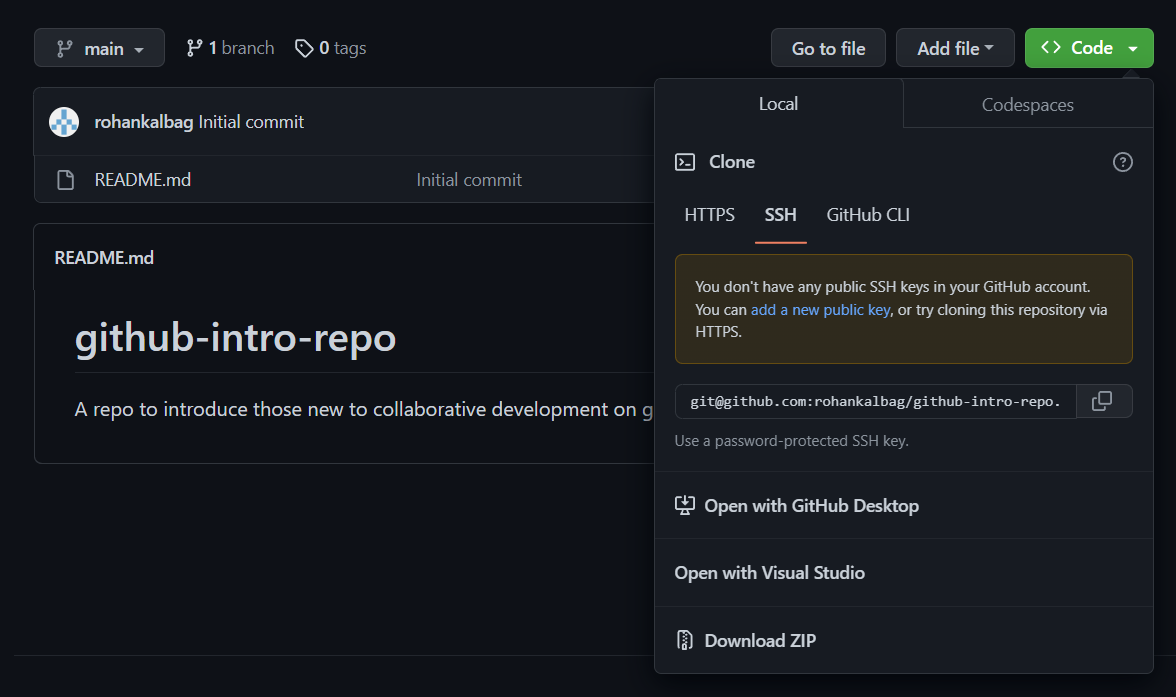 main
1 branch
0 tags
Go to file
Add file
Code
rohankalbag Initial commit
README.md
Initial commit
README.md
github-intro-repo
A repo to introduce those new to collaborative development on g
Local
Codespaces
Clone
HTTPS
SSH
GitHub CLI
You don't have any public SSH keys in your GitHub account.
You can add a new public key, or try cloning this repository via
HTTPS.
git@github.com:rohankalbag/github-intro-repo.
Use a password-protected SSH key.
Open with GitHub Desktop
Open with Visual Studio
Download ZIP